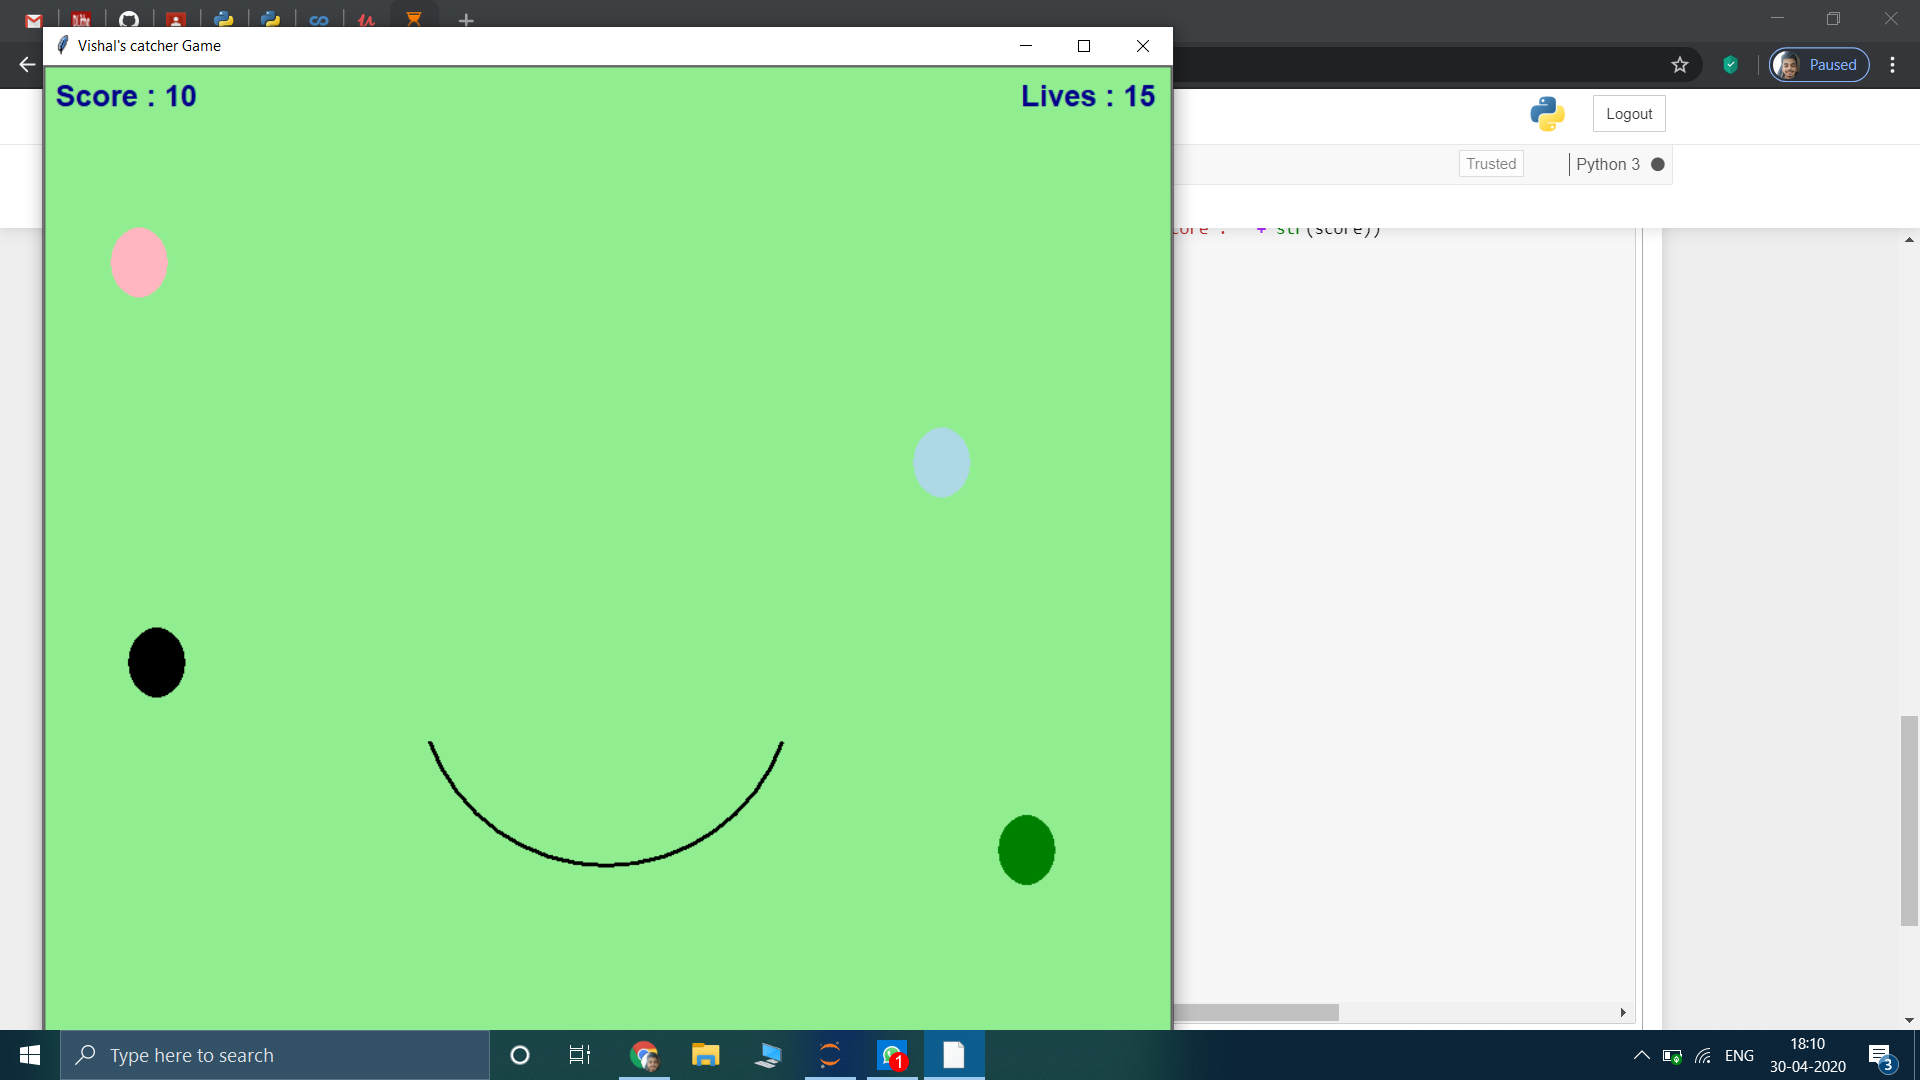 Vishal's catcher Game
Paused
Score : 10
Lives : 15
Logout
Trusted
Python 3
core : " + str(score))
Type here to search
1
ENG
18:10
30-04-2020
3